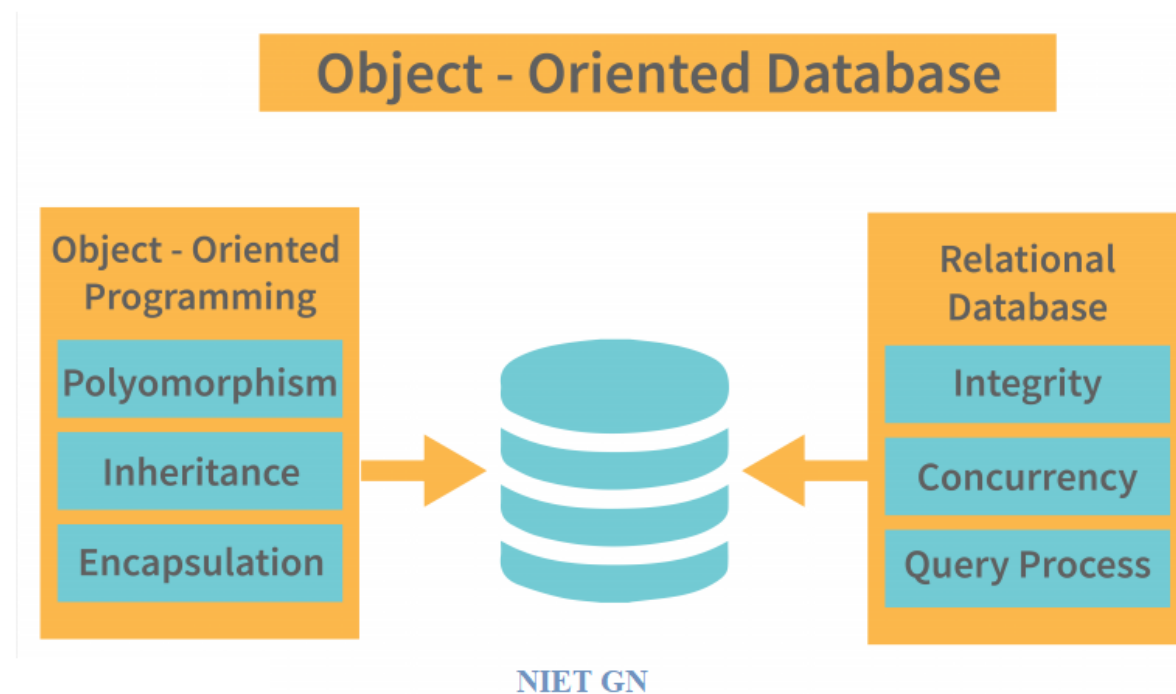 Object - Oriented Database
Object - Oriented
Programming
Polyomorphism
Inheritance
Encapsulation
Relational
Database
Integrity
Concurrency
Query Process
NIET GN